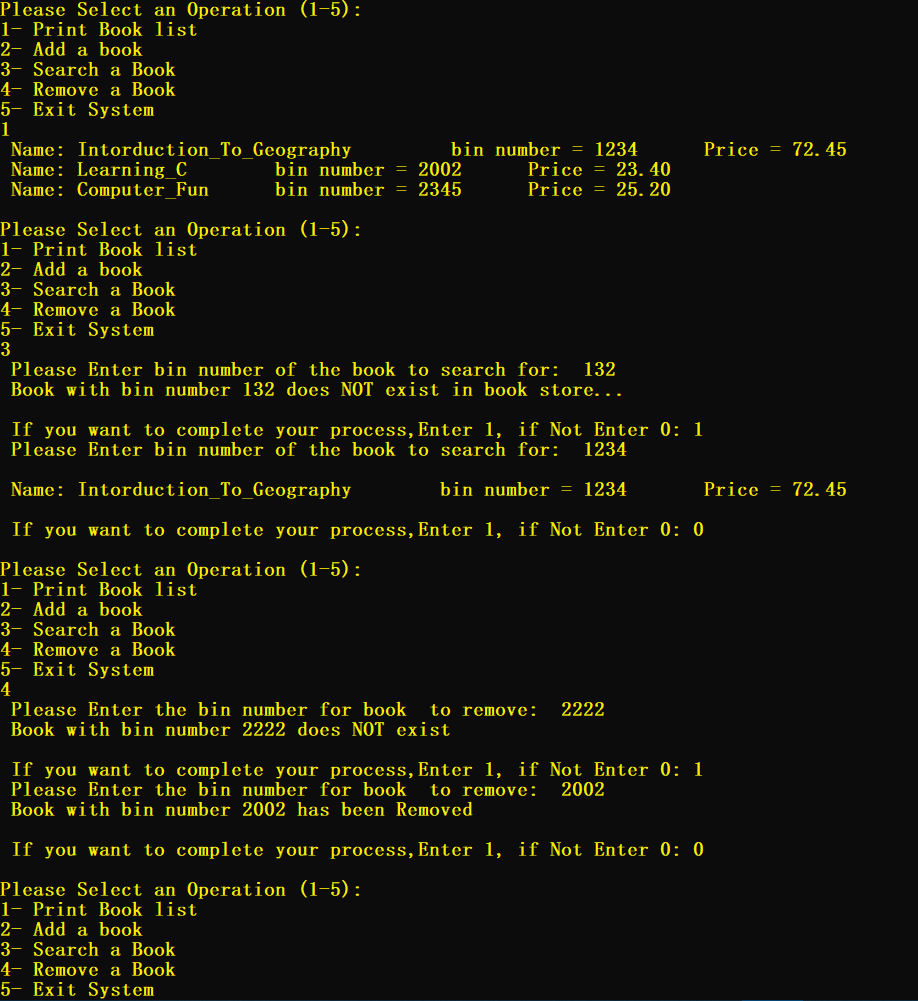 Please Select an Operation (1-5):
1- Print Book list
2- Add a book
3- Search a Book
4- Remove a Book
5- Exit System
1
Name: Intorduction_To_Geography bin number = 1234 Price = 72.45
Name: Learning_C bin number = 2002 Price = 23.40
Name: Computer_Fun bin number = 2345 Price = 25.20
Please Select an Operation (1-5):
1- Print Book list
2- Add a book
3- Search a Book
4- Remove a Book
5- Exit System
3
Please Enter bin number of the book to search for: 132
Book with bin number 132 does NOT exist in book store...
If you want to complete your process,Enter 1, if Not Enter 0: 1
Please Enter bin number of the book to search for: 1234
Name: Intorduction_To_Geography bin number = 1234 Price = 72.45
If you want to complete your process,Enter 1, if Not Enter 0: 0
Please Select an Operation (1-5):
1- Print Book list
2- Add a book
3- Search a Book
4- Remove a Book
5- Exit System
4
Please Enter the bin number for book to remove: 2222
Book with bin number 2222 does NOT exist
If you want to complete your process,Enter 1, if Not Enter 0: 1
Please Enter the bin number for book to remove: 2002
Book with bin number 2002 has been Removed
If you want to complete your process,Enter 1, if Not Enter 0: 0
Please Select an Operation (1-5):
1- Print Book list
2- Add a book
3- Search a Book
4- Remove a Book
5- Exit System